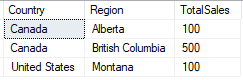 Country Region TotalSales
Canada Alberta 100
Canada British Columbia 500
United States Montana 100